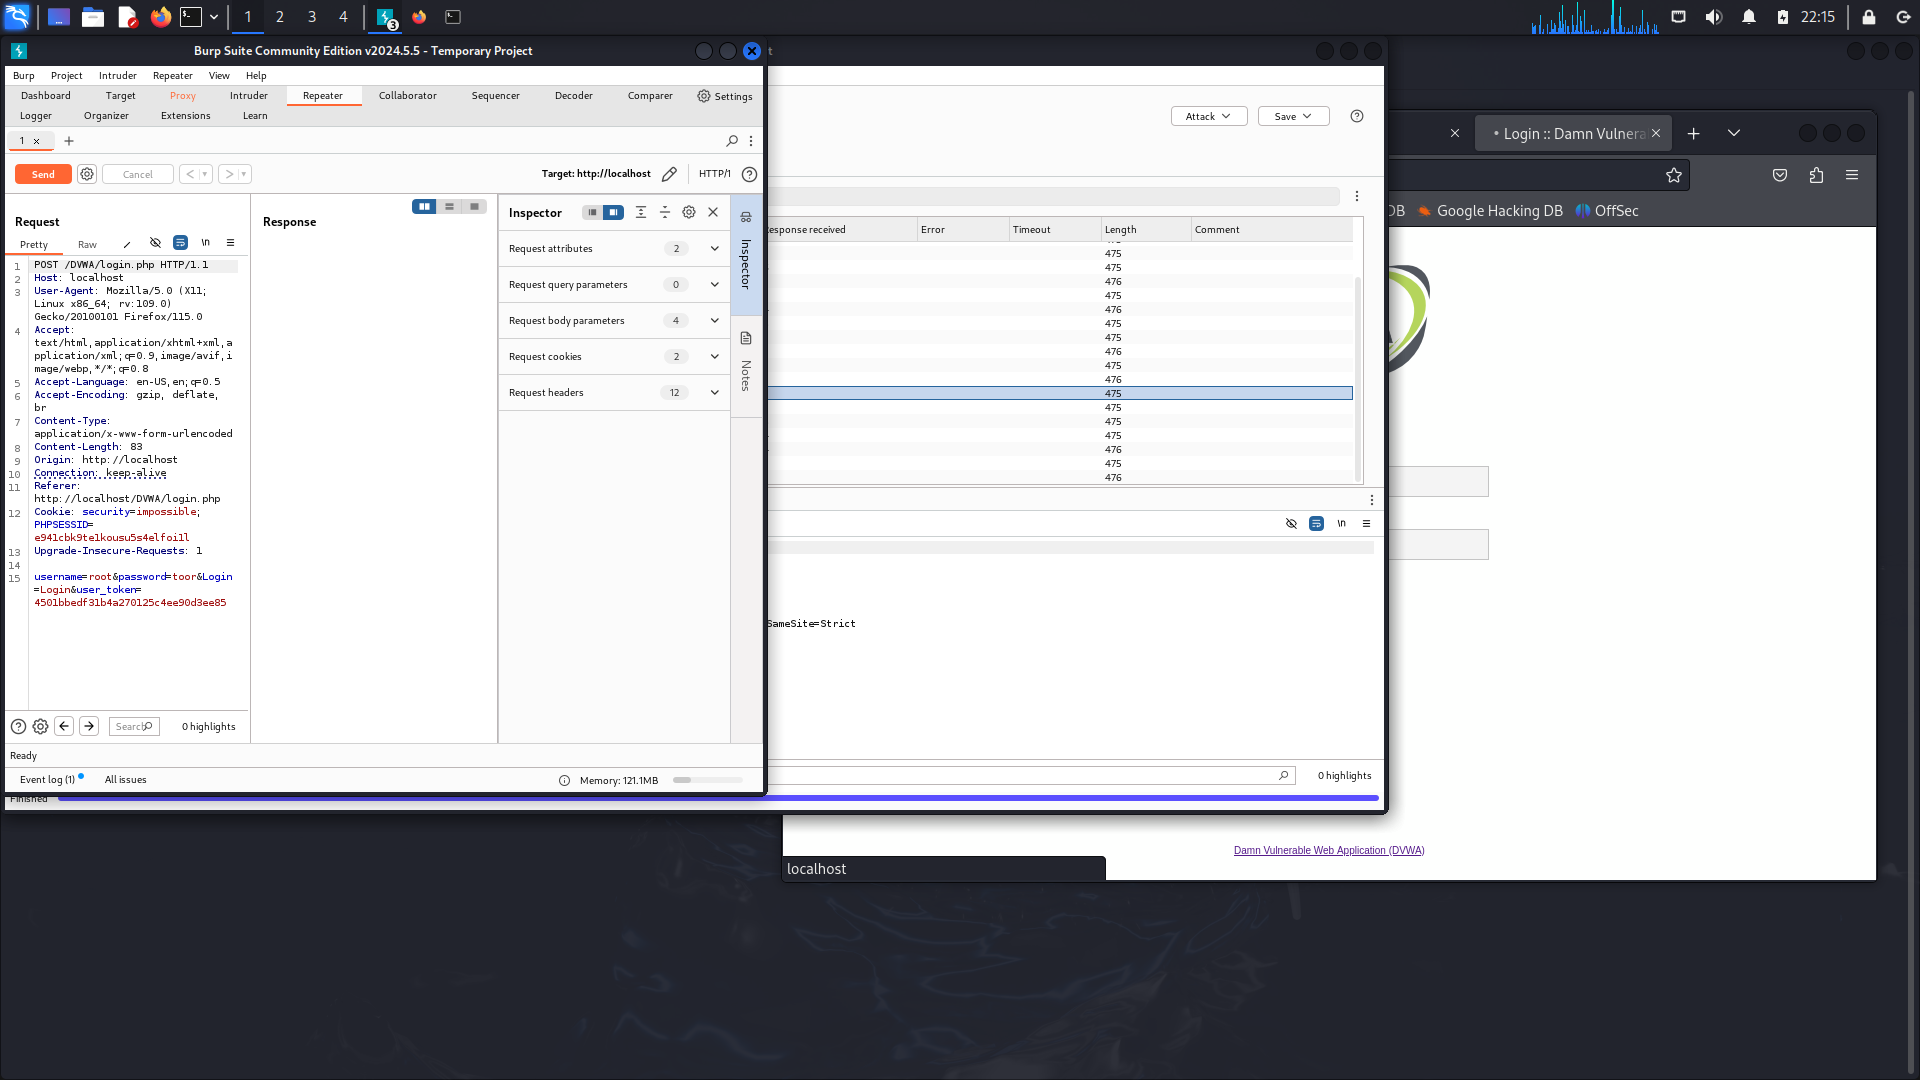 1
2
3
4
3
22:15
Burp Suite Community Edition v2024.5.5 - Temporary Project
t
Burp Project Intruder Repeater View Help
Dashboard Target Proxy Intruder Repeater Collaborator Sequencer Decoder Comparer Settings
Logger Organizer Extensions Learn
1 × +
Send Cancel < > Target: http://localhost HTTP/1
Request
Response
Pretty Raw \n
1 POST /DVWA/login.php HTTP/1.1
2 Host: localhost
3 User-Agent: Mozilla/5.0 (X11;
Linux x86_64; rv:109.0)
Gecko/20100101 Firefox/115.0
4 Accept:
text/html,application/xhtml+xml,a
pplication/xml;q=0.9,image/avif,i
mage/webp,*/*;q=0.8
5 Accept-Language: en-US,en;q=0.5
6 Accept-Encoding: gzip, deflate,
br
7 Content-Type:
application/x-www-form-urlencoded
8 Content-Length: 83
9 Origin: http://localhost
10 Connection: keep-alive
11 Referer:
http://localhost/DVWA/login.php
12 Cookie: security=impossible;
PHPSESSID=
e941cbk9te1kousu5s4elfoi1l
13 Upgrade-Insecure-Requests: 1
14
15 username=root&password=toor&Login
=Login&user_token=
4501bbedf31b4a270125c4ee90d3ee85
Search
0 highlights
Inspector
Request attributes 2
Request query parameters 0
Request body parameters 4
Request cookies 2
Request headers 12
Inspector
Notes
Ready
Event log (1) All issues
Memory: 121.1MB
Finished
Attack Save
esponse received Error Timeout Length Comment
475
475
476
475
476
475
475
476
475
476
475
475
475
475
476
475
476
\n
SameSite=Strict
0 highlights
Login :: Damn Vulnera
DB Google Hacking DB OffSec
Damn Vulnerable Web Application (DVWA)
localhost